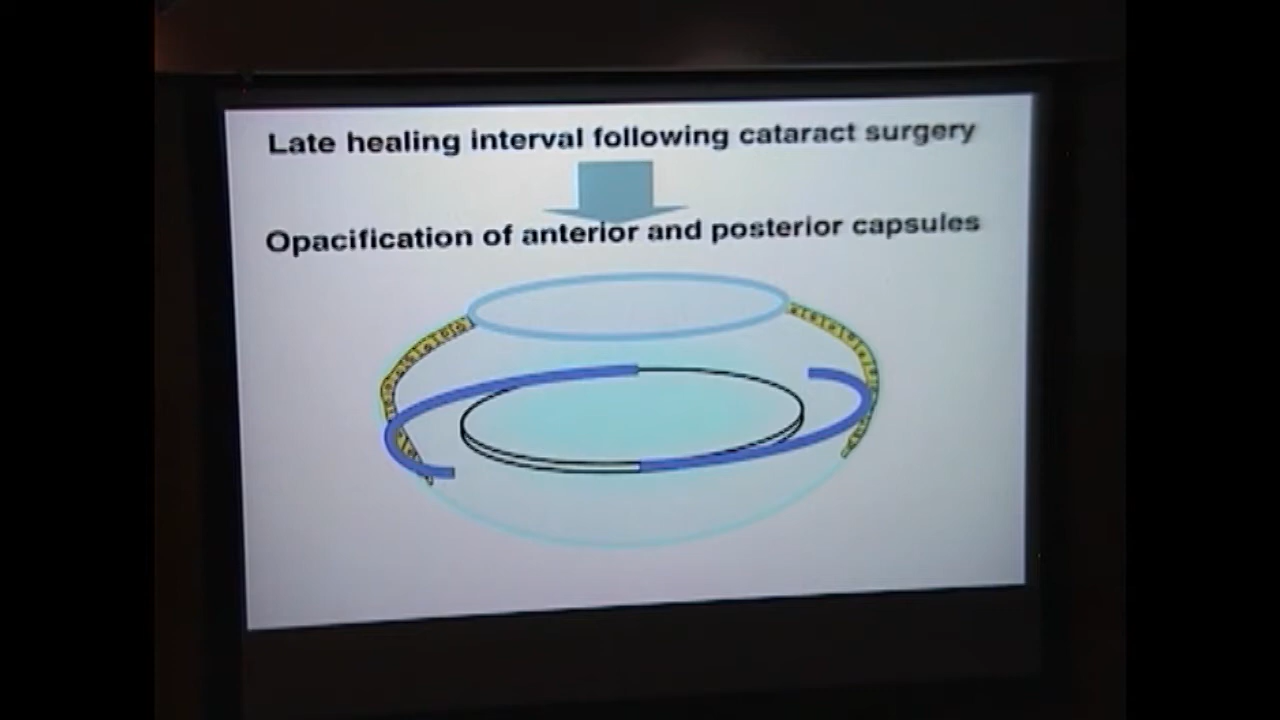 Late healing interval following cataract surgery
Opacification of anterior and posterior capsules